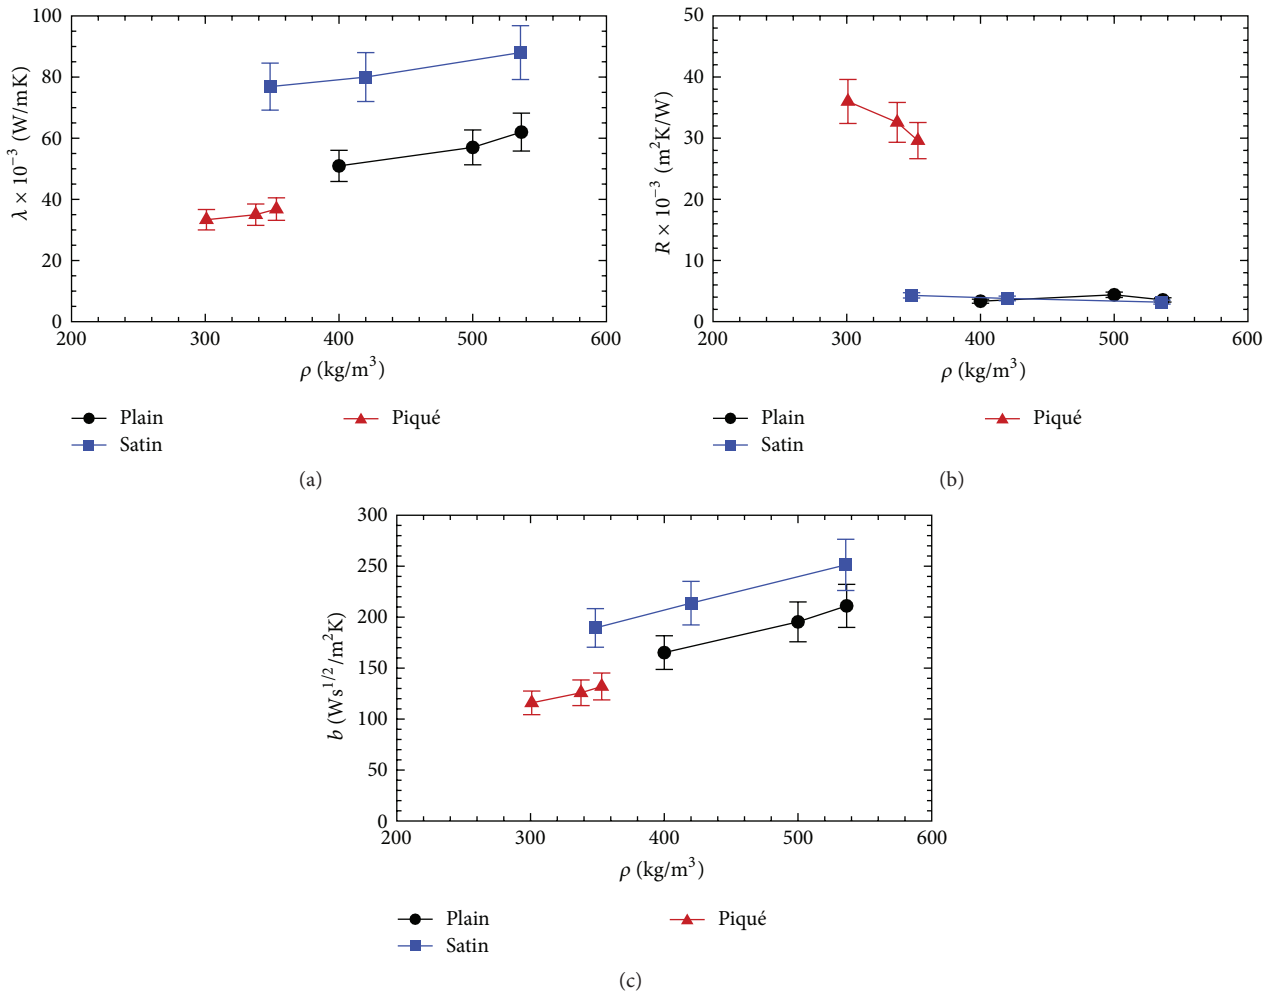 100
80
60
40
20
0
200 300 400 500 600
λ × 10⁻³ (W/mK)
ρ (kg/m³)
Plain
Satin
Piqué
(a)
50
40
30
20
10
0
200 300 400 500 600
R × 10⁻³ (m²K/W)
ρ (kg/m³)
Plain
Satin
Piqué
(b)
300
250
200
150
100
50
0
200 300 400 500 600
b (Ws¹/²/m²K)
ρ (kg/m³)
Plain
Satin
Piqué
(c)